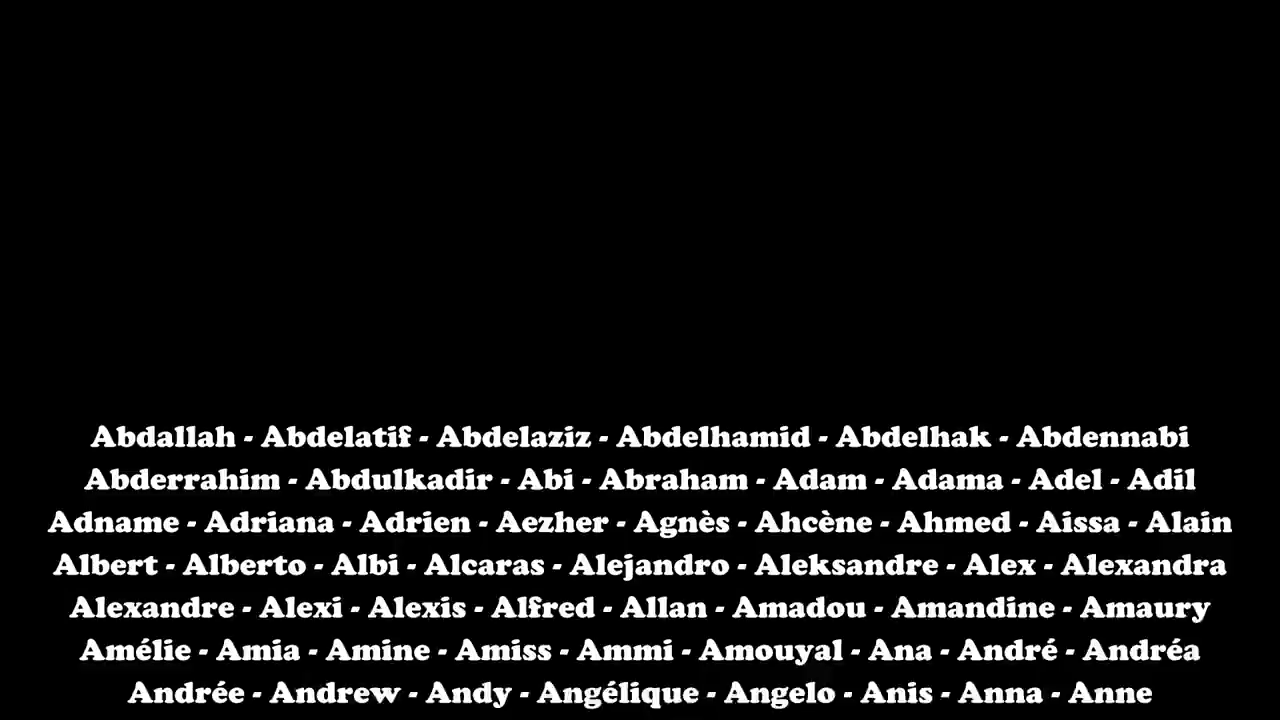 Abdallah - Abdelatif - Abdelaziz - Abdelhamid - Abdelhak - Abdennabi
Abderrahim - Abdulkadir - Abi - Abraham - Adam - Adama - Adel - Adil
Adname - Adriana - Adrien - Aezher - Agnès - Ahcène - Ahmed - Aissa - Alain
Albert - Alberto - Albi - Alcaras - Alejandro - Aleksandre - Alex - Alexandra
Alexandre - Alexi - Alexis - Alfred - Allan - Amadou - Amandine - Amaury
Amélie - Amia - Amine - Amiss - Ammi - Amouyal - Ana - André - Andréa
Andrée - Andrew - Andy - Angélique - Angelo - Anis - Anna - Anne